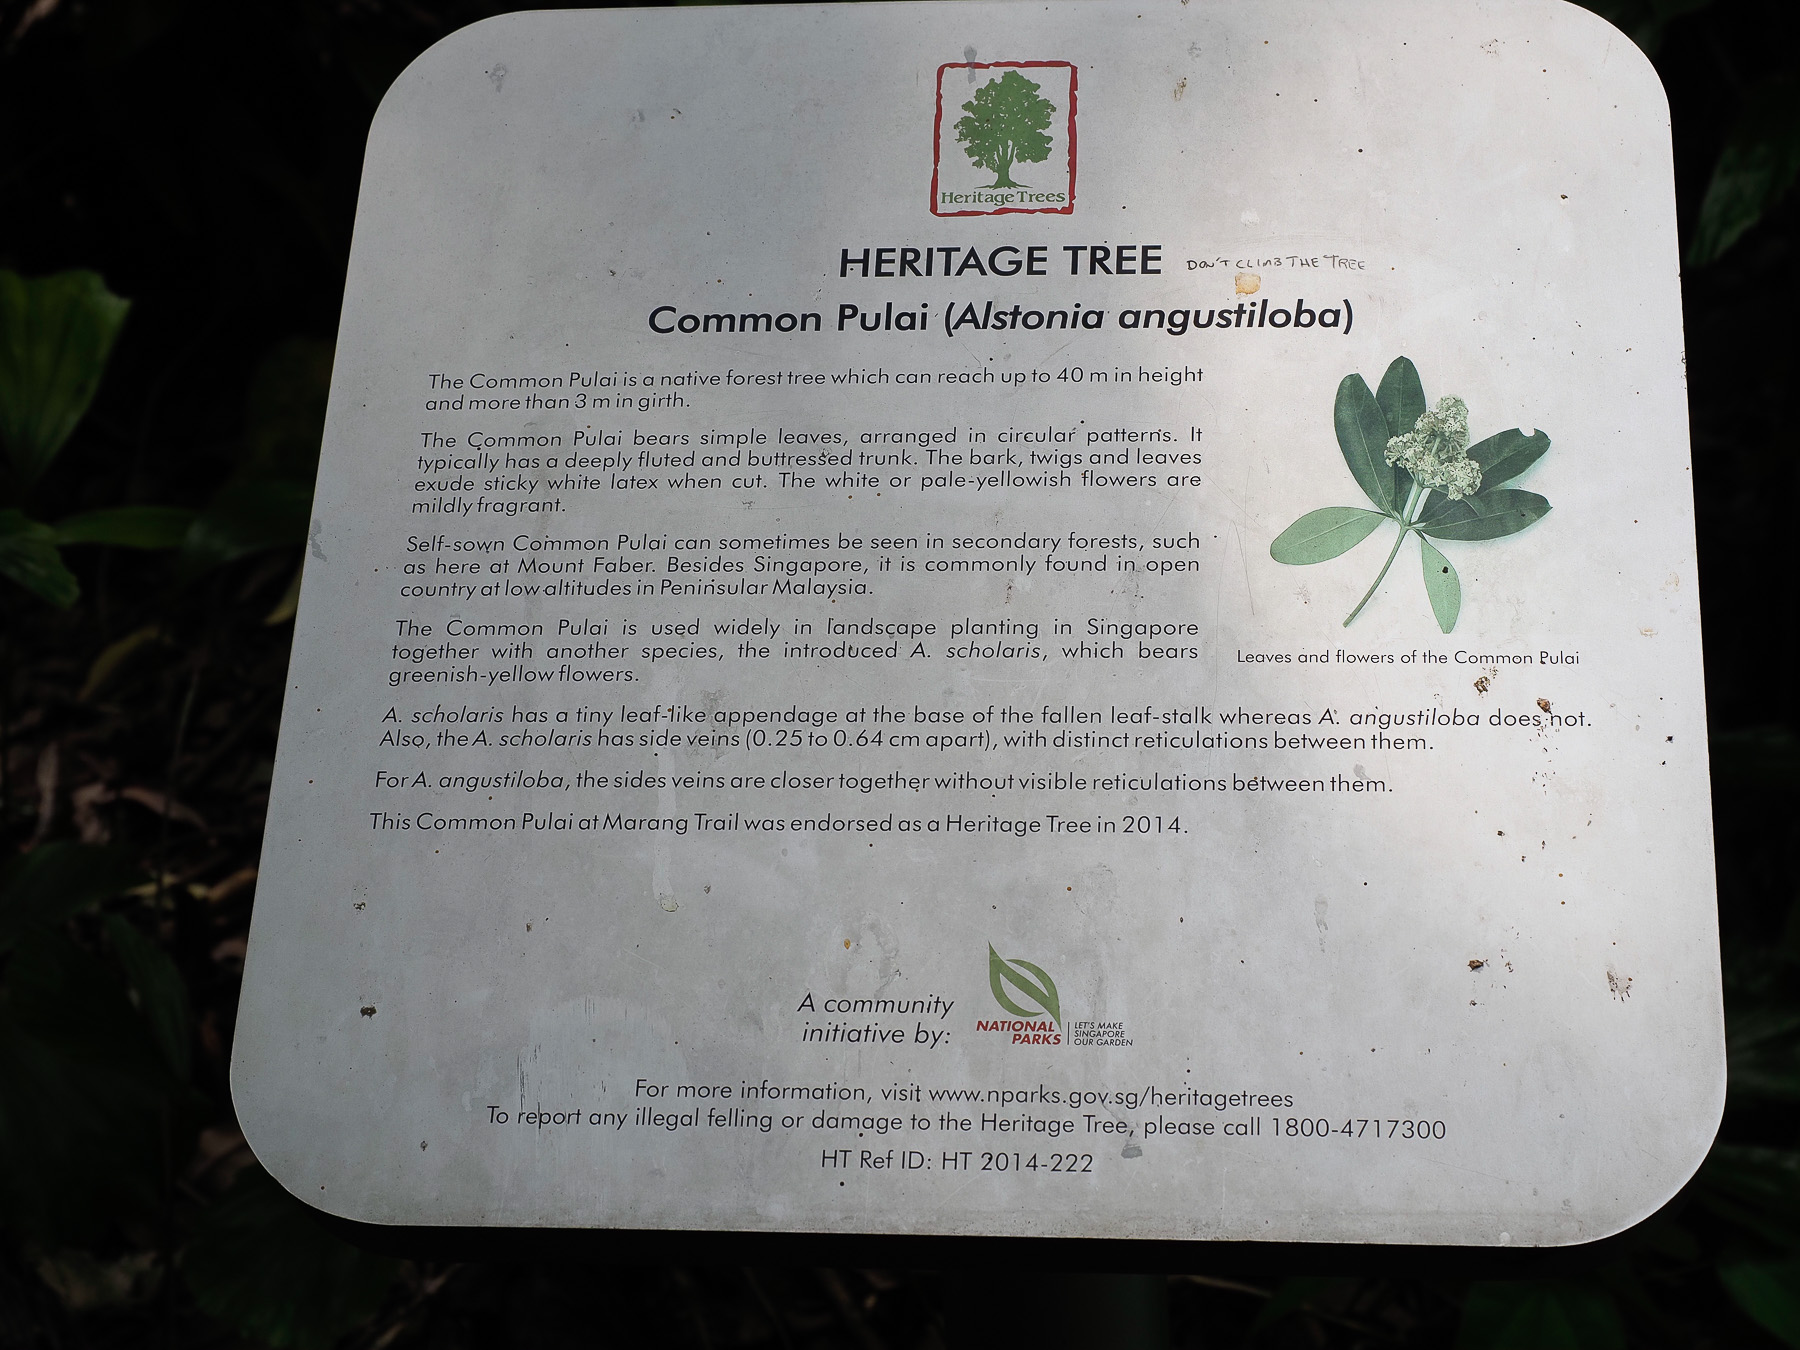 Heritage Trees
HERITAGE TREE
DON'T CLIMB THE TREE
Common Pulai (Alstonia angustiloba)
The Common Pulai is a native forest tree which can reach up to 40 m in height
and more than 3 m in girth.
The Common Pulai bears simple leaves, arranged in circular patterns. It
typically has a deeply fluted and buttressed trunk. The bark, twigs and leaves
exude sticky white latex when cut. The white or pale-yellowish flowers are
mildly fragrant.
Self-sown Common Pulai can sometimes be seen in secondary forests, such
as here at Mount Faber. Besides Singapore, it is commonly found in open
country at low altitudes in Peninsular Malaysia.
The Common Pulai is used widely in landscape planting in Singapore
together with another species, the introduced A. scholaris, which bears
greenish-yellow flowers.
Leaves and flowers of the Common Pulai
A. scholaris has a tiny leaf-like appendage at the base of the fallen leaf-stalk whereas A. angustiloba does not.
Also, the A. scholaris has side veins (0.25 to 0.64 cm apart), with distinct reticulations between them.
For A. angustiloba, the sides veins are closer together without visible reticulations between them.
This Common Pulai at Marang Trail was endorsed as a Heritage Tree in 2014.
A community
initiative by:
NATIONAL
PARKS
LET'S MAKE
SINGAPORE
OUR GARDEN
For more information, visit www.nparks.gov.sg/heritagetrees
To report any illegal felling or damage to the Heritage Tree, please call 1800-4717300
HT Ref ID: HT 2014-222